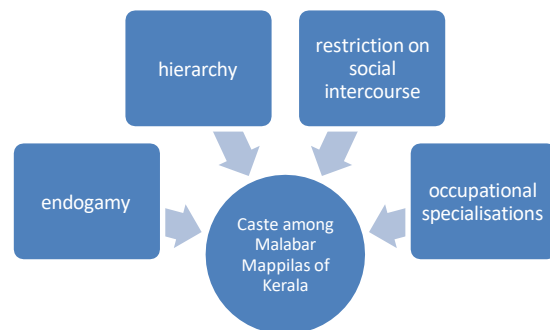 hierarchy
restriction on
social
intercourse
endogamy
occupational
specialisations
Caste among
Malabar
Mappilas of
Kerala